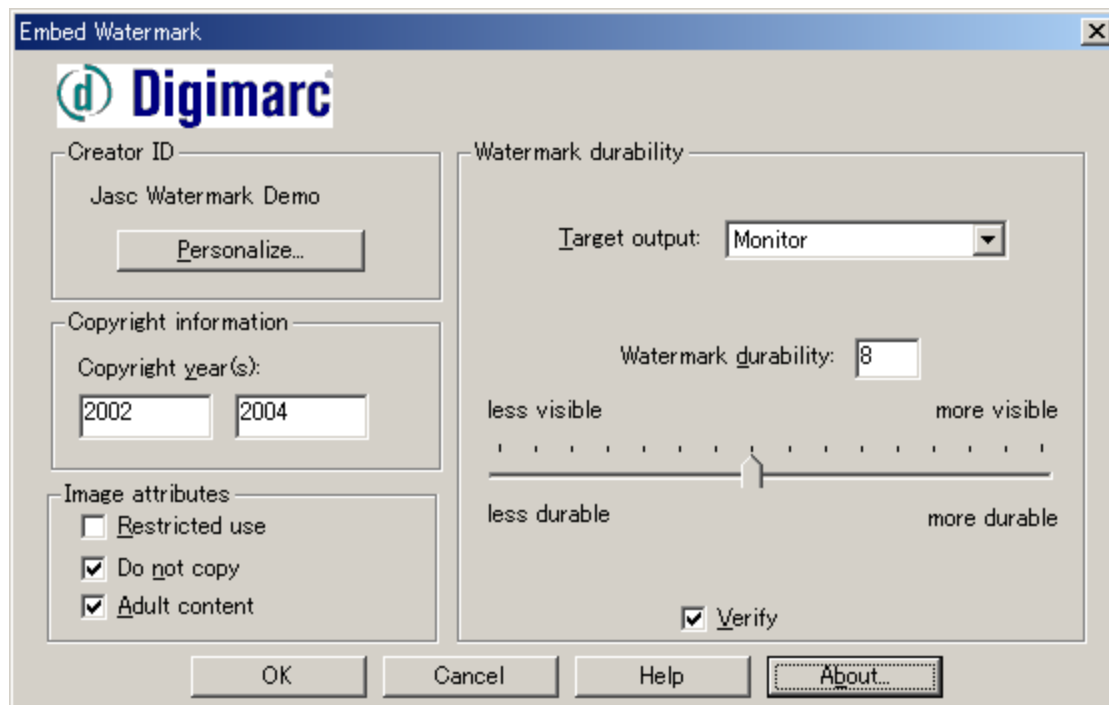 Embed Watermark
Digimarc
Creator ID
Jasc Watermark Demo
Personalize...
Copyright information
Copyright year(s):
2002 2004
Image attributes
Restricted use
Do not copy
Adult content
Watermark durability
Target output: Monitor
Watermark durability: 8
less visible more visible
less durable more durable
Verify
OK Cancel Help About...